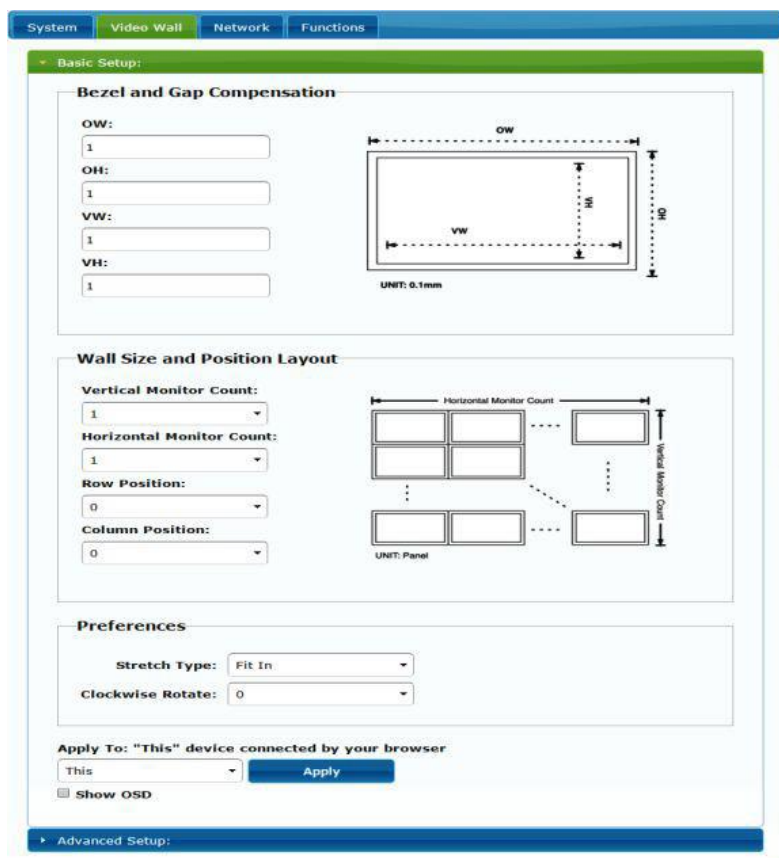 System Video Wall Network Functions
Basic Setup:
Bezel and Gap Compensation
OW:
1
OH:
1
VW:
1
VH:
1
OW
VH
OH
VW
UNIT: 0.1mm
Wall Size and Position Layout
Vertical Monitor Count:
1
Horizontal Monitor Count:
1
Row Position:
0
Column Position:
0
Horizontal Monitor Count
Vertical Monitor Count
UNIT: Panel
Preferences
Stretch Type: Fit In
Clockwise Rotate: 0
Apply To: "This" device connected by your browser
This Apply
Show OSD
Advanced Setup: